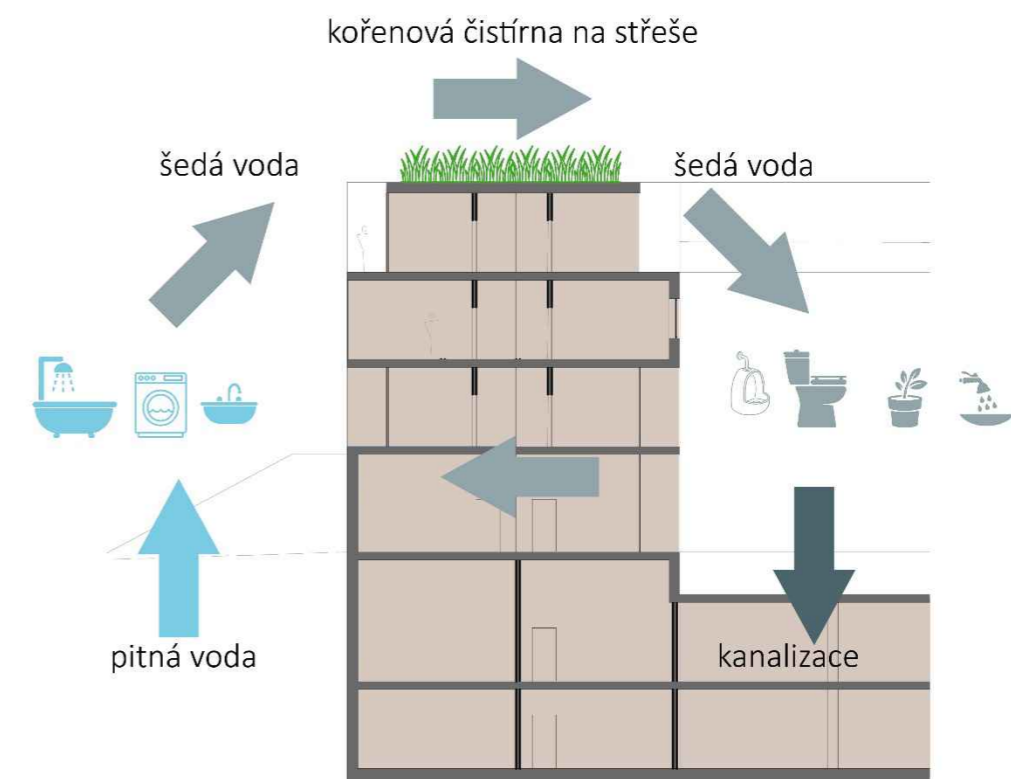 kořenová čistírna na střeše
šedá voda
šedá voda
pitná voda
kanalizace